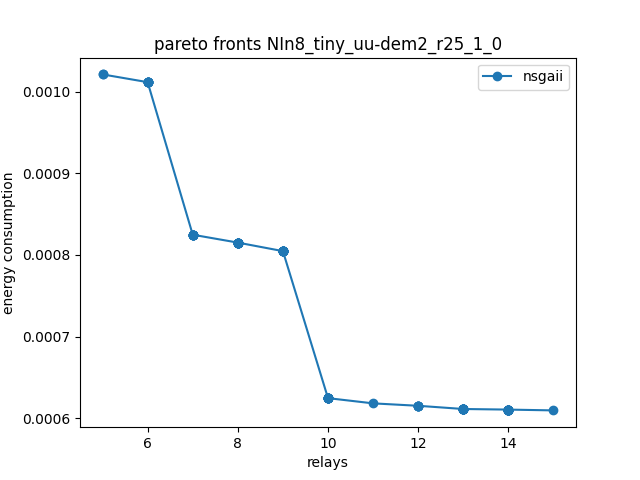 pareto fronts NIn8_tiny_uu-dem2_r25_1_0
nsgaii
0.0010
0.0009
0.0008
0.0007
0.0006
energy consumption
6
8
10
12
14
relays